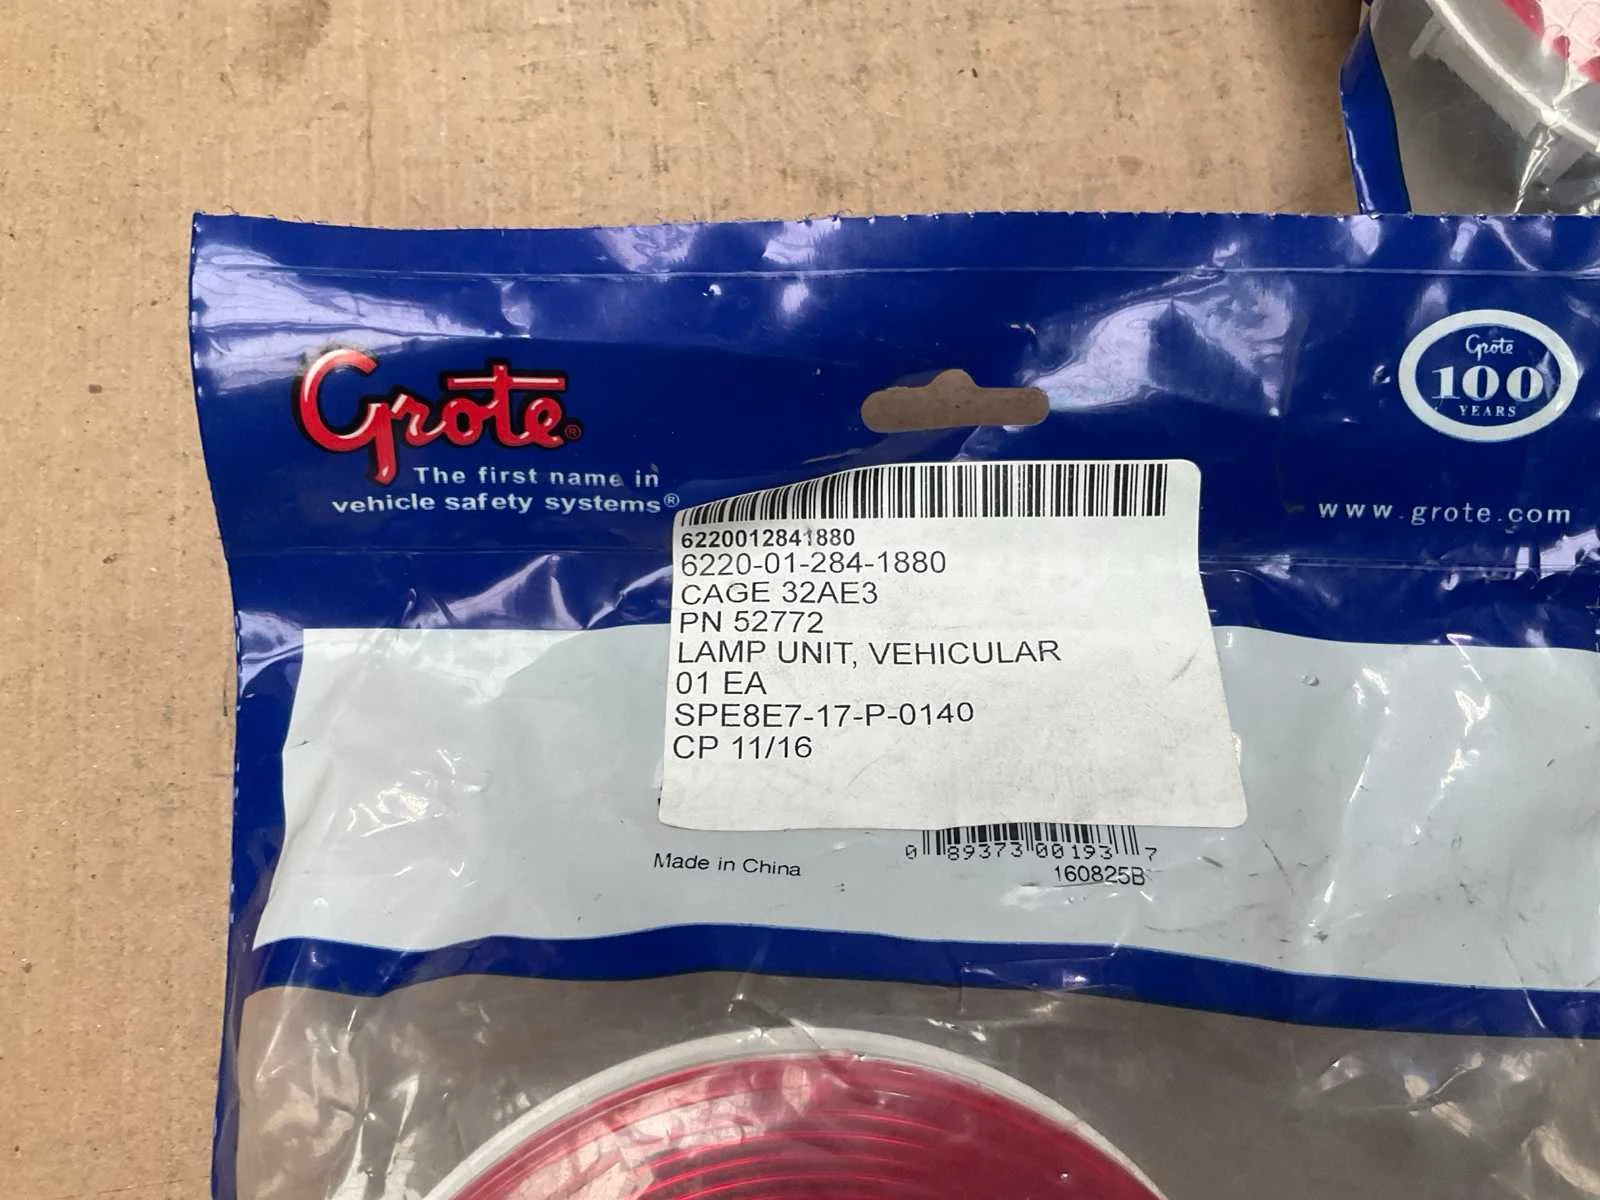 Grote®
The first name in
vehicle safety systems®
Grote
100
YEARS
www.grote.com
6220012841880
6220-01-284-1880
CAGE 32AE3
PN 52772
LAMP UNIT, VEHICULAR
01 EA
SPE8E7-17-P-0140
CP 11/16
Made in China
0 89373 00193 7
160825B